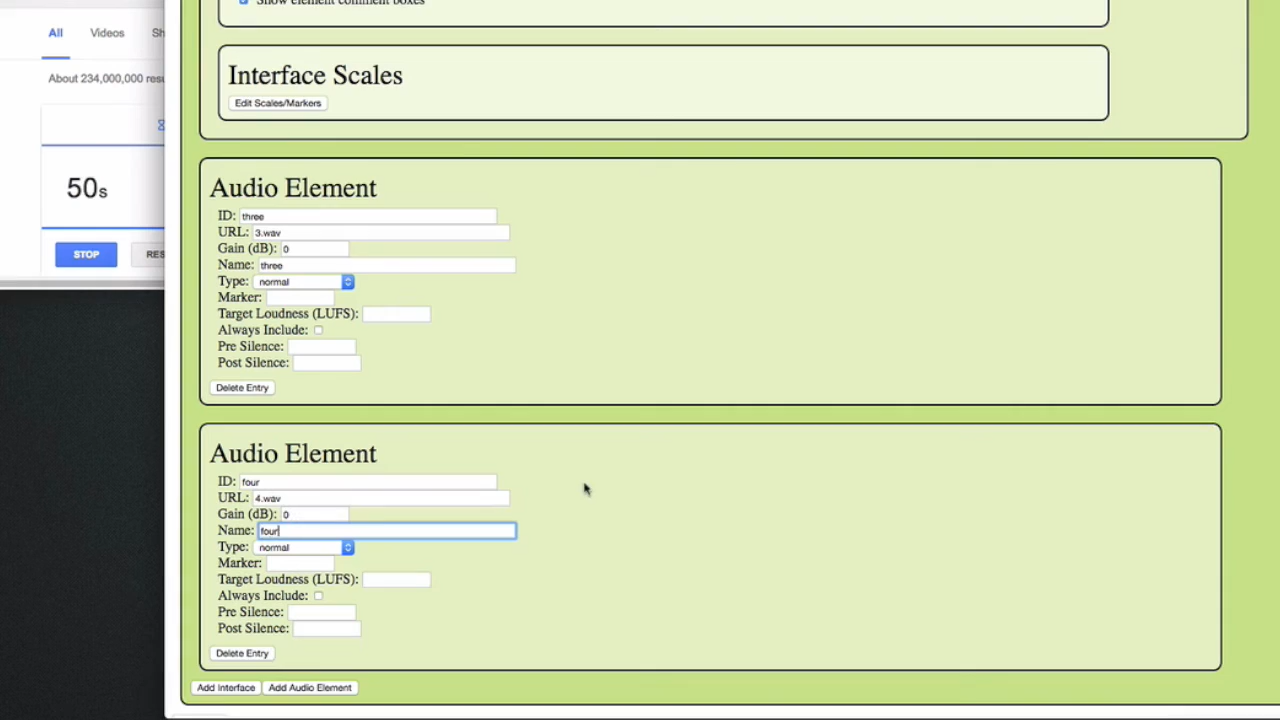 Show element comment boxes
All Videos
About 234,000,000
Interface Scales
Edit Scales/Markers
50s
STOP
Audio Element
ID: three
URL: 3.wav
Gain (dB): 0
Name: three
Type: normal
Marker:
Target Loudness (LUFS):
Always Include:
Pre Silence:
Post Silence:
Delete Entry
Audio Element
ID: four
URL: 4.wav
Gain (dB): 0
Name: four
Type: normal
Marker:
Target Loudness (LUFS):
Always Include:
Pre Silence:
Post Silence:
Delete Entry
Add Interface Add Audio Element